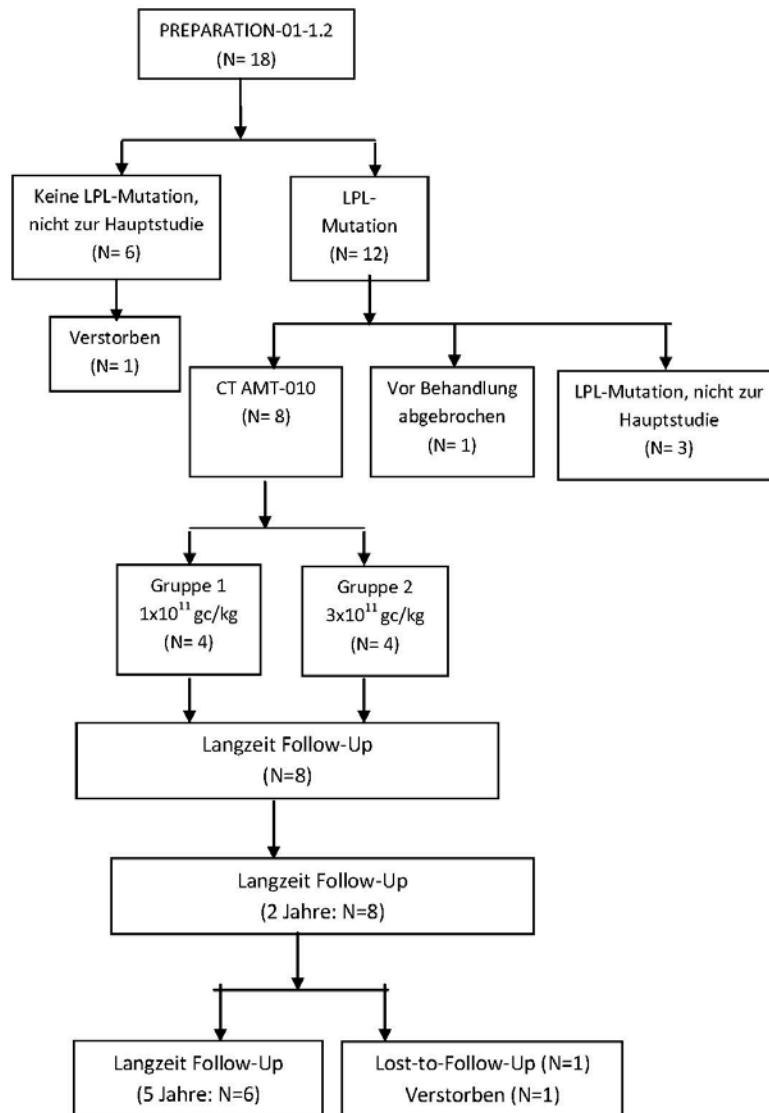 PREPARATION-01-1.2
(N= 18)
Keine LPL-Mutation,
nicht zur Hauptstudie
(N= 6)
LPL-
Mutation
(N= 12)
Verstorben
(N= 1)
CT AMT-010
(N= 8)
Vor Behandlung
abgebrochen
(N= 1)
LPL-Mutation, nicht zur
Hauptstudie
(N= 3)
Gruppe 1
1x10¹¹ gc/kg
(N= 4)
Gruppe 2
3x10¹¹ gc/kg
(N= 4)
Langzeit Follow-Up
(N=8)
Langzeit Follow-Up
(2 Jahre: N=8)
Langzeit Follow-Up
(5 Jahre: N=6)
Lost-to-Follow-Up (N=1)
Verstorben (N=1)